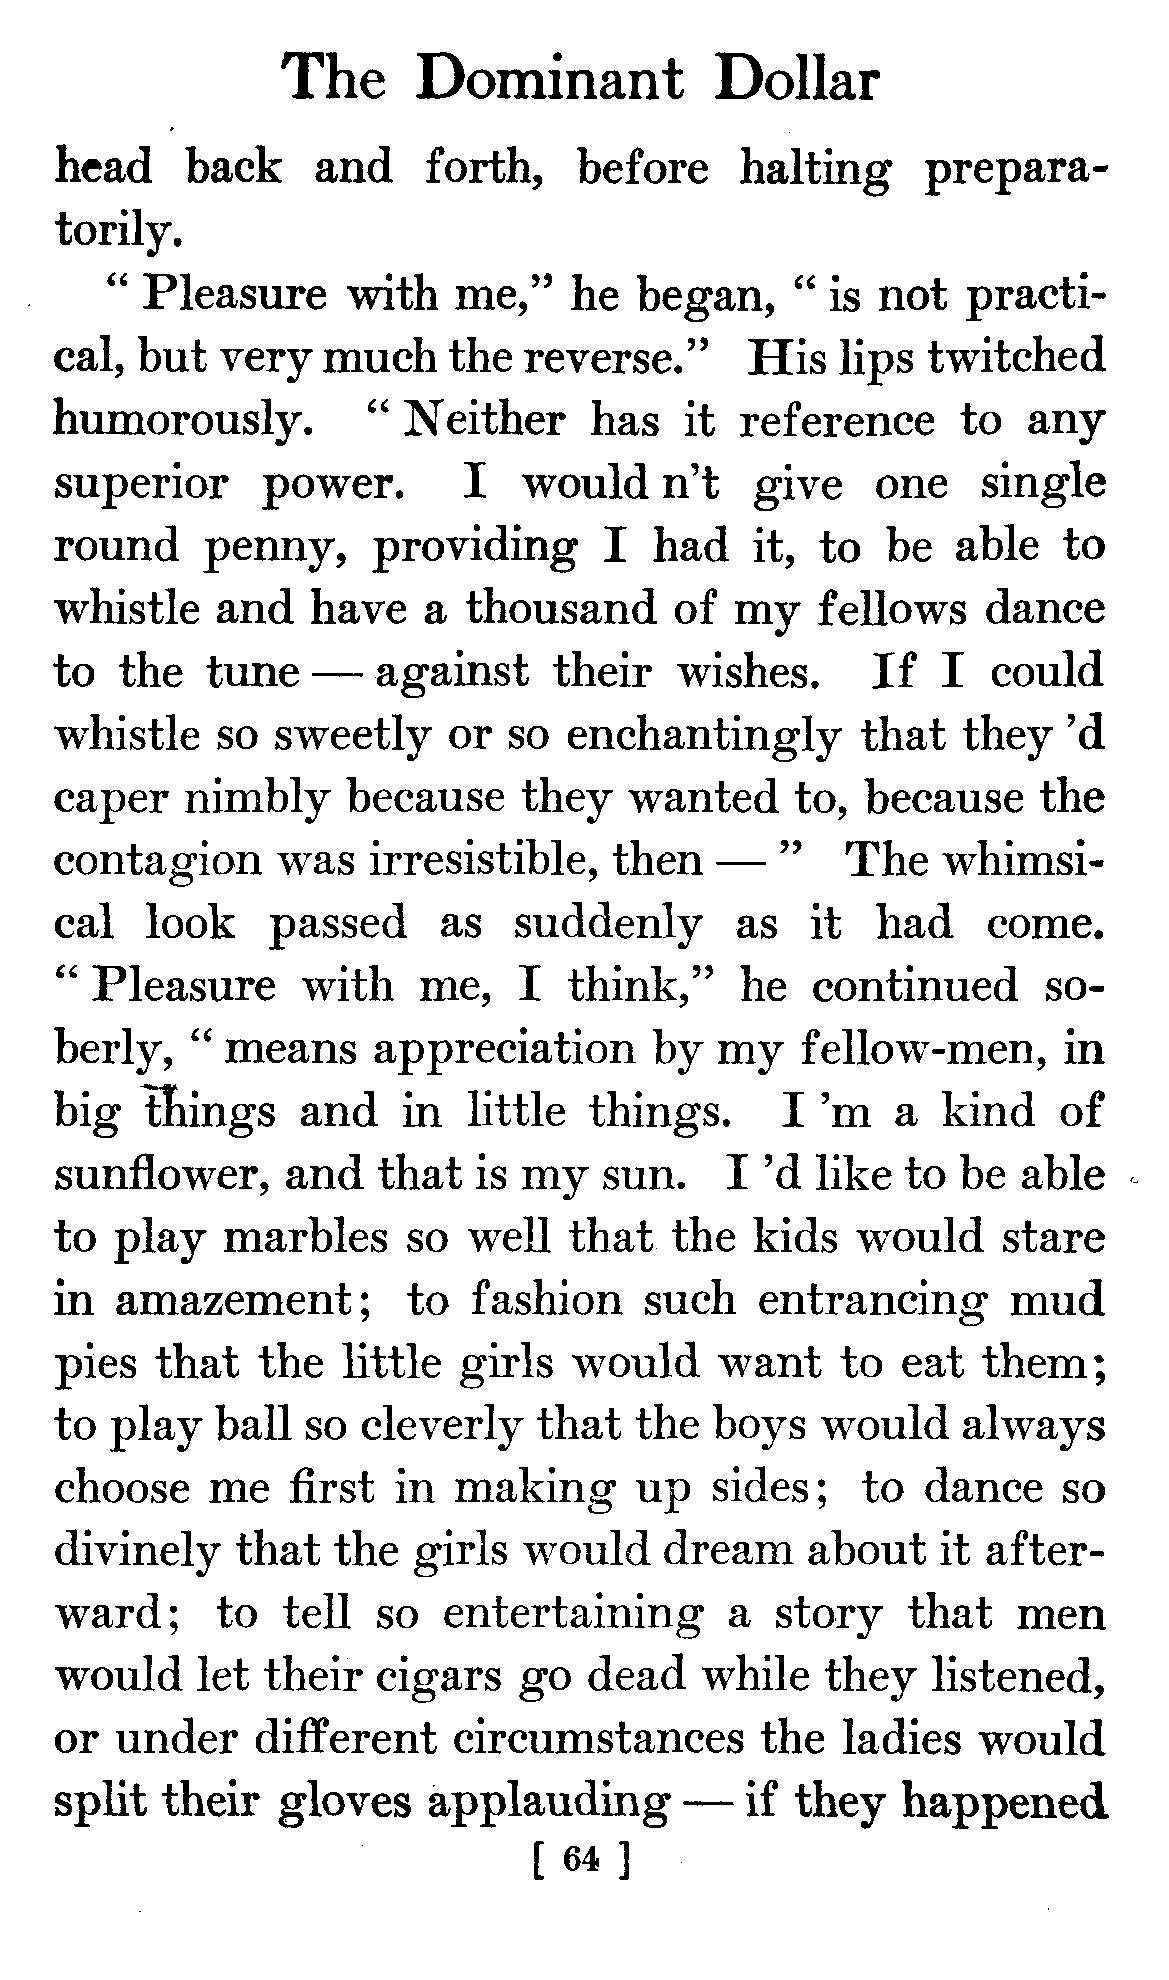 The Dominant Dollar
head back and forth, before halting prepara-
torily.
“ Pleasure with me,” he began, “ is not practi-
cal, but very much the reverse.” His lips twitched
humorously. “ Neither has it reference to any
superior power. I would n’t give one single
round penny, providing I had it, to be able to
whistle and have a thousand of my fellows dance
to the tune — against their wishes. If I could
whistle so sweetly or so enchantingly that they ’d
caper nimbly because they wanted to, because the
contagion was irresistible, then — ” The whimsi-
cal look passed as suddenly as it had come.
“ Pleasure with me, I think,” he continued so-
berly, “ means appreciation by my fellow-men, in
big things and in little things. I ’m a kind of
sunflower, and that is my sun. I ’d like to be able
to play marbles so well that the kids would stare
in amazement; to fashion such entrancing mud
pies that the little girls would want to eat them;
to play ball so cleverly that the boys would always
choose me first in making up sides; to dance so
divinely that the girls would dream about it after-
ward; to tell so entertaining a story that men
would let their cigars go dead while they listened,
or under different circumstances the ladies would
split their gloves applauding — if they happened
[ 64 ]